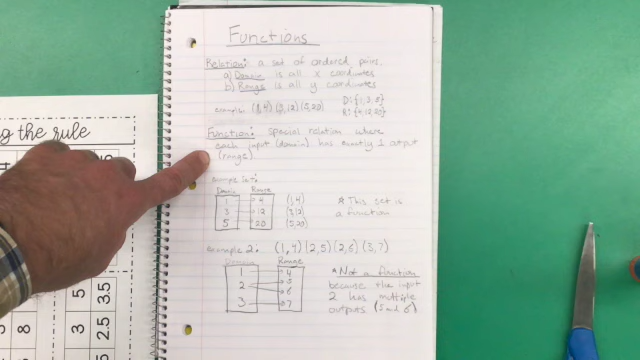 Functions
Relation: a set of ordered pairs.
a) Domain is all x coordinates
b) Range is all y coordinates
example (1,4) (3,12) (5,20) D: {1,3,5}
R: {4,12,20}
Function: special relation where
each input (domain) has exactly 1 output
(range).
example set:
Domain Range
1 4 (1,4)
3 12 (3,12)
5 20 (5,20)
* This set is
a function
example 2: (1,4) (2,5) (2,6) (3,7)
Domain Range
1 4
2 5
6
3 7
* Not a function
because the input
2 has multiple
outputs (5 and 6)
ng the rule
5 3.5
8 2.5